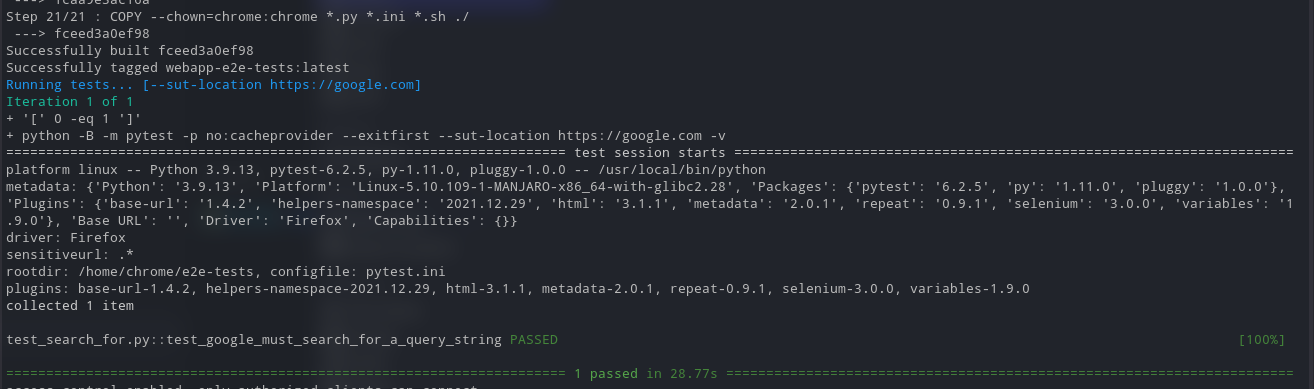 ---> fcaa9e5ac10a
Step 21/21 : COPY --chown=chrome:chrome *.py *.ini *.sh ./
 ---> fceed3a0ef98
Successfully built fceed3a0ef98
Successfully tagged webapp-e2e-tests:latest
Running tests... [--sut-location https://google.com]
Iteration 1 of 1
+ '[' 0 -eq 1 ']'
+ python -B -m pytest -p no:cacheprovider --exitfirst --sut-location https://google.com -v
================================================================== test session starts ==================================================================
platform linux -- Python 3.9.13, pytest-6.2.5, py-1.11.0, pluggy-1.0.0 -- /usr/local/bin/python
metadata: {'Python': '3.9.13', 'Platform': 'Linux-5.10.109-1-MANJARO-x86_64-with-glibc2.28', 'Packages': {'pytest': '6.2.5', 'py': '1.11.0', 'pluggy': '1.0.0'},
'Plugins': {'base-url': '1.4.2', 'helpers-namespace': '2021.12.29', 'html': '3.1.1', 'metadata': '2.0.1', 'repeat': '0.9.1', 'selenium': '3.0.0', 'variables': '1
.9.0'}, 'Base URL': '', 'Driver': 'Firefox', 'Capabilities': {}}
driver: Firefox
sensitiveurl: .*
rootdir: /home/chrome/e2e-tests, configfile: pytest.ini
plugins: base-url-1.4.2, helpers-namespace-2021.12.29, html-3.1.1, metadata-2.0.1, repeat-0.9.1, selenium-3.0.0, variables-1.9.0
collected 1 item
test_search_for.py::test_google_must_search_for_a_query_string PASSED [100%]
================================================================== 1 passed in 28.77s ===================================================================
access control enabled, only authorized clients can connect